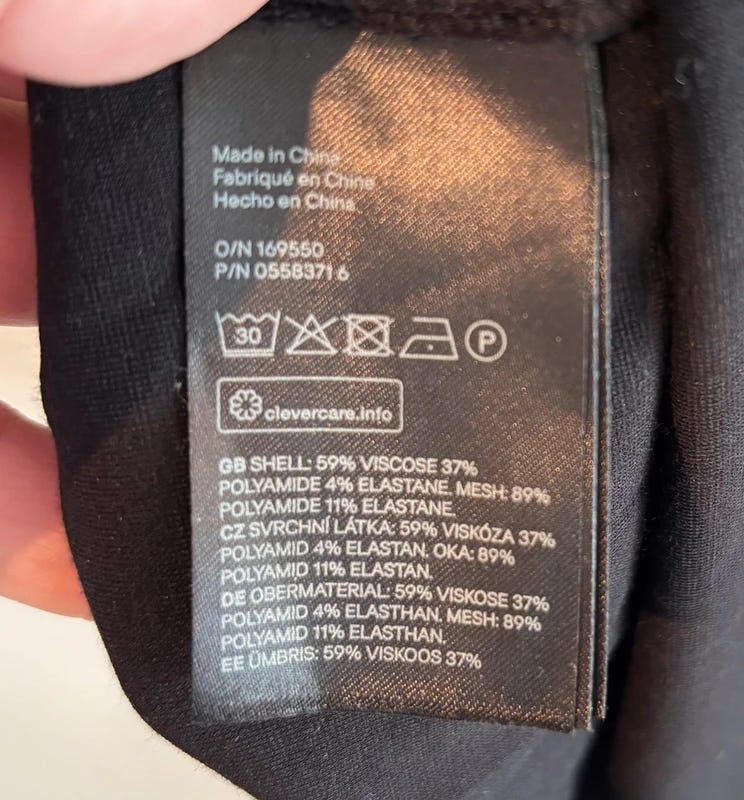 Made in China
Fabriqué en Chine
Hecho en China
O/N 169550
P/N 0558371 6
30
P
clevercare.info
GB SHELL: 59% VISCOSE 37%
POLYAMIDE 4% ELASTANE. MESH: 89%
POLYAMIDE 11% ELASTANE.
CZ SVRCHNÍ LÁTKA: 59% VISKÓZA 37%
POLYAMID 4% ELASTAN. OKA: 89%
POLYAMID 11% ELASTAN.
DE OBERMATERIAL: 59% VISKOSE 37%
POLYAMID 4% ELASTHAN. MESH: 89%
POLYAMID 11% ELASTHAN.
EE ÜMBRIS: 59% VISKOOS 37%